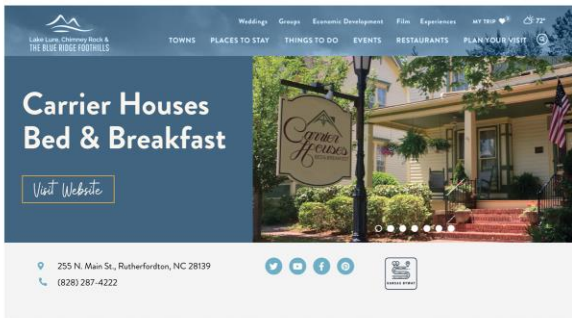 Weddings Groups Economic Development Film Experiences MY TRIP 72°
Lake Lure, Chimney Rock &
THE BLUE RIDGE FOOTHILLS
TOWNS PLACES TO STAY THINGS TO DO EVENTS RESTAURANTS PLAN YOUR VISIT
Carrier Houses
Bed & Breakfast
Visit Website
Carrier
Houses
BED & BREAKFAST
255 N. Main St., Rutherfordton, NC 28139
(828) 287-4222